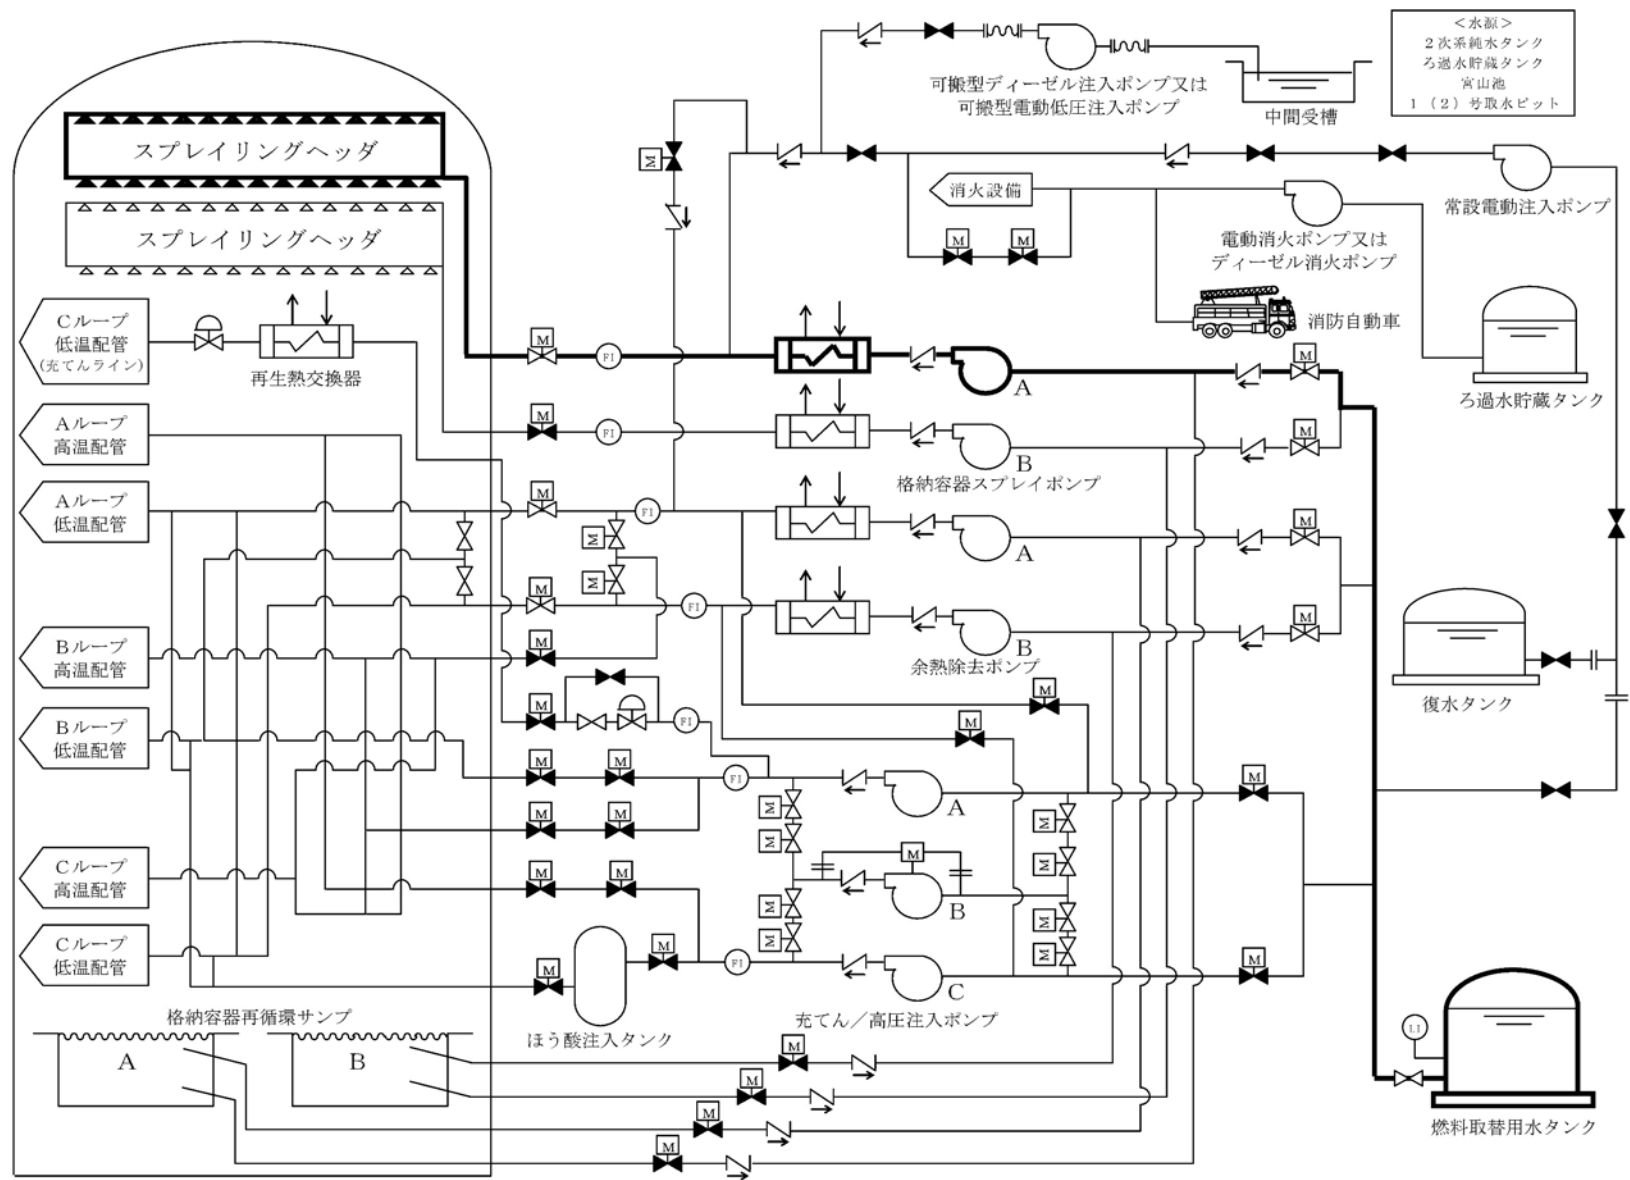 <水源>
2次系純水タンク
ろ過水貯蔵タンク
宮山池
1(2)号取水ピット
可搬型ディーゼル注入ポンプ又は
可搬型電動低圧注入ポンプ
中間受槽
スプレイリングヘッダ
M
消火設備
常設電動注入ポンプ
スプレイリングヘッダ
M
M
電動消火ポンプ又は
ディーゼル消火ポンプ
消防自動車
ろ過水貯蔵タンク
Cループ
低温配管
(充てんライン)
再生熱交換器
M
FI
A
M
Aループ
高温配管
M
FI
B
M
格納容器スプレイポンプ
Aループ
低温配管
M
FI
M
A
M
M
M
FI
B
M
余熱除去ポンプ
Bループ
高温配管
M
復水タンク
Bループ
低温配管
M
FI
M
M
M
M
FI
A
M
M
M
M
M
M
M
M
B
M
M
M
M
Cループ
高温配管
M
M
Cループ
低温配管
M
M
FI
C
M
ほう酸注入タンク
充てん/高圧注入ポンプ
格納容器再循環サンプ
A
B
M
M
M
M
LI
燃料取替用水タンク